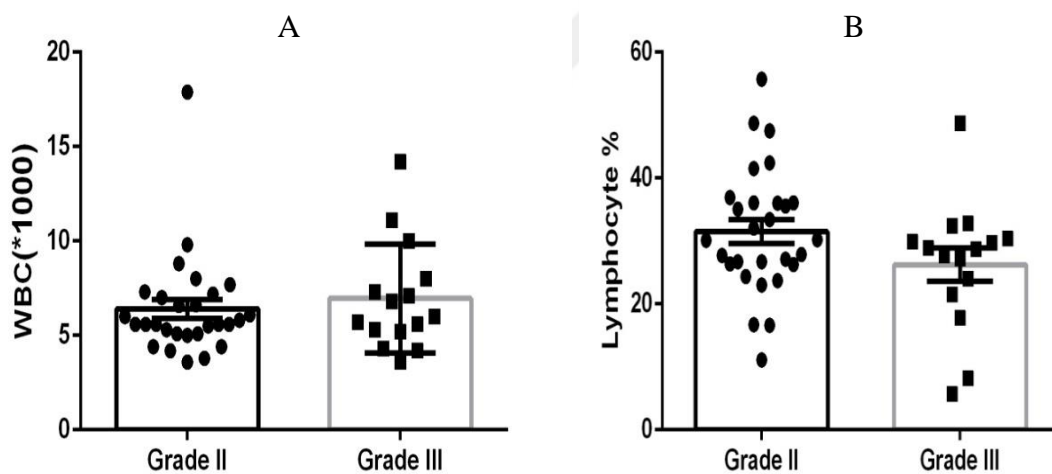 A
WBC(*1000)
20
15
10
5
0
Grade II
Grade III
B
Lymphocyte %
60
40
20
0
Grade II
Grade III